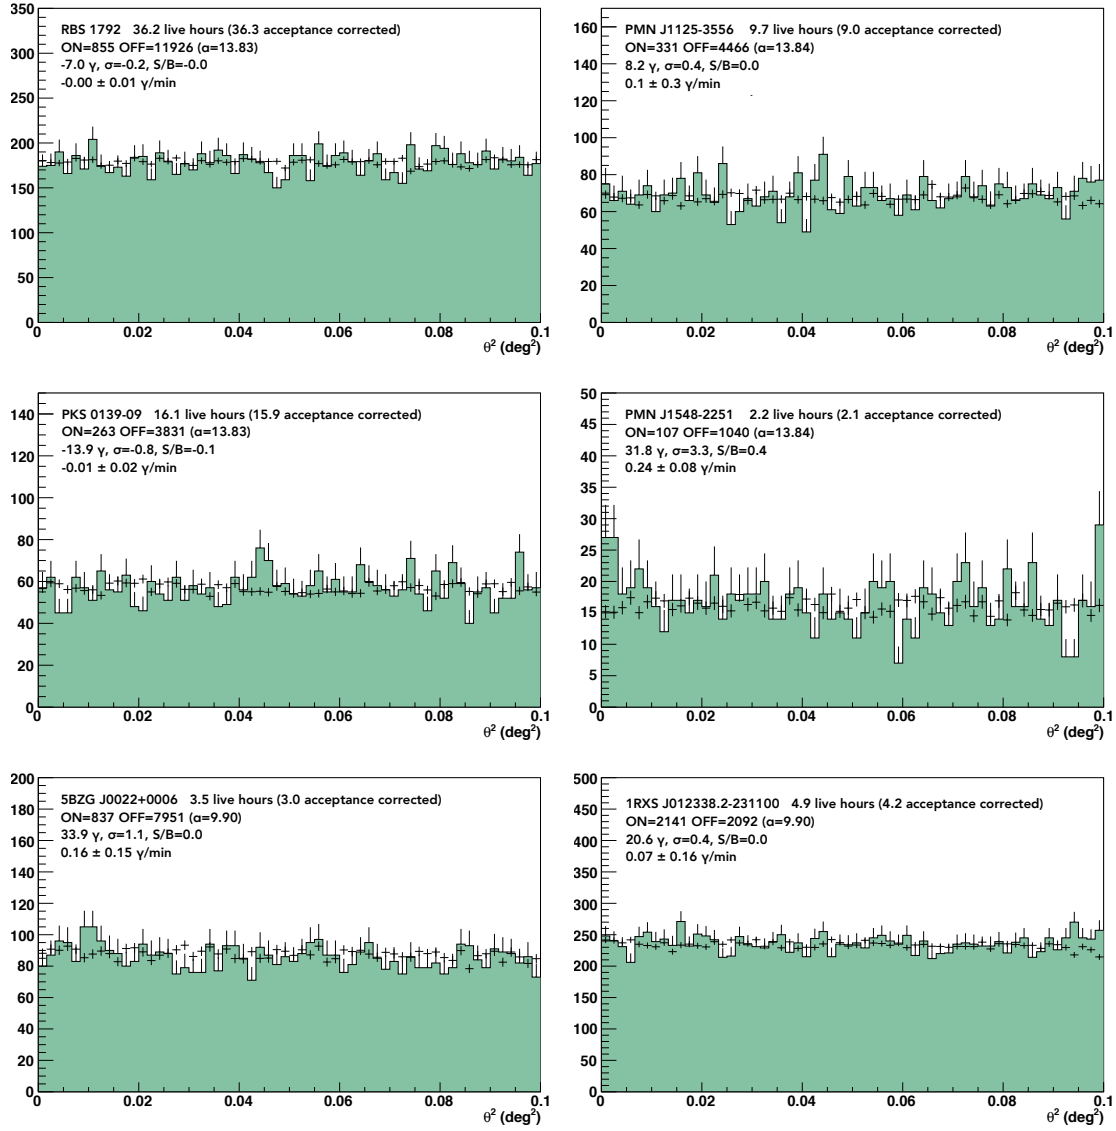 350
300
250
200
150
100
50
0
RBS 1792 36.2 live hours (36.3 acceptance corrected)
ON=855 OFF=11926 (α=13.83)
-7.0 γ, σ=-0.2, S/B=-0.0
-0.00 ± 0.01 γ/min
0 0.02 0.04 0.06 0.08 0.1
θ² (deg²)
160
140
120
100
80
60
40
20
0
PMN J1125-3556 9.7 live hours (9.0 acceptance corrected)
ON=331 OFF=4466 (α=13.84)
8.2 γ, σ=0.4, S/B=0.0
0.1 ± 0.3 γ/min
0 0.02 0.04 0.06 0.08 0.1
θ² (deg²)
140
120
100
80
60
40
20
0
PKS 0139-09 16.1 live hours (15.9 acceptance corrected)
ON=263 OFF=3831 (α=13.83)
-13.9 γ, σ=-0.8, S/B=-0.1
-0.01 ± 0.02 γ/min
0 0.02 0.04 0.06 0.08 0.1
θ² (deg²)
50
45
40
35
30
25
20
15
10
5
0
PMN J1548-2251 2.2 live hours (2.1 acceptance corrected)
ON=107 OFF=1040 (α=13.84)
31.8 γ, σ=3.3, S/B=0.4
0.24 ± 0.08 γ/min
0 0.02 0.04 0.06 0.08 0.1
θ² (deg²)
200
180
160
140
120
100
80
60
40
20
0
5BZG J0022+0006 3.5 live hours (3.0 acceptance corrected)
ON=837 OFF=7951 (α=9.90)
33.9 γ, σ=1.1, S/B=0.0
0.16 ± 0.15 γ/min
0 0.02 0.04 0.06 0.08 0.1
θ² (deg²)
500
450
400
350
300
250
200
150
100
50
0
1RXS J012338.2-231100 4.9 live hours (4.2 acceptance corrected)
ON=2141 OFF=2092 (α=9.90)
20.6 γ, σ=0.4, S/B=0.0
0.07 ± 0.16 γ/min
0 0.02 0.04 0.06 0.08 0.1
θ² (deg²)